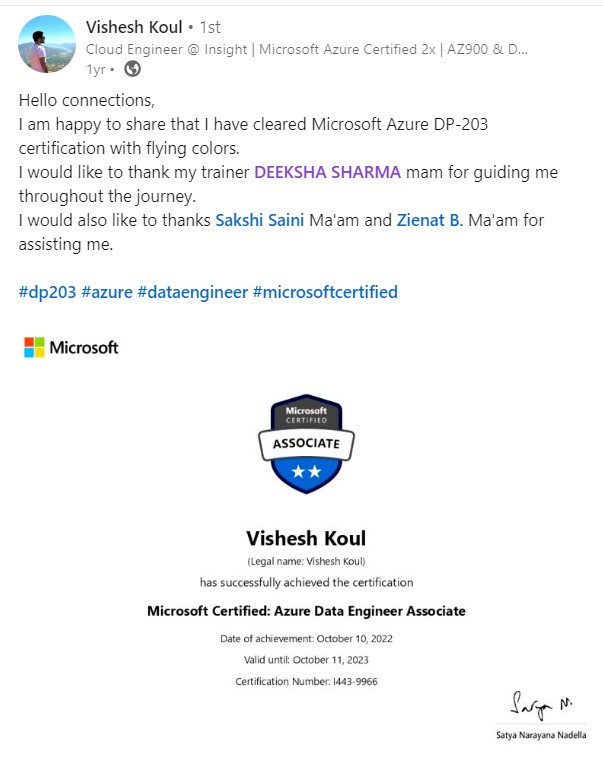 Vishesh Koul • 1st
Cloud Engineer @ Insight | Microsoft Azure Certified 2x | AZ900 & D...
1yr •
Hello connections,
I am happy to share that I have cleared Microsoft Azure DP-203
certification with flying colors.
I would like to thank my trainer DEEKSHA SHARMA mam for guiding me
throughout the journey.
I would also like to thanks Sakshi Saini Ma'am and Zienat B. Ma'am for
assisting me.
#dp203 #azure #dataengineer #microsoftcertified
Microsoft
Microsoft
CERTIFIED
ASSOCIATE
Vishesh Koul
(Legal name: Vishesh Koul)
has successfully achieved the certification
Microsoft Certified: Azure Data Engineer Associate
Date of achievement: October 10, 2022
Valid until: October 11, 2023
Certification Number: I443-9966
Satya N.
Satya Narayana Nadella